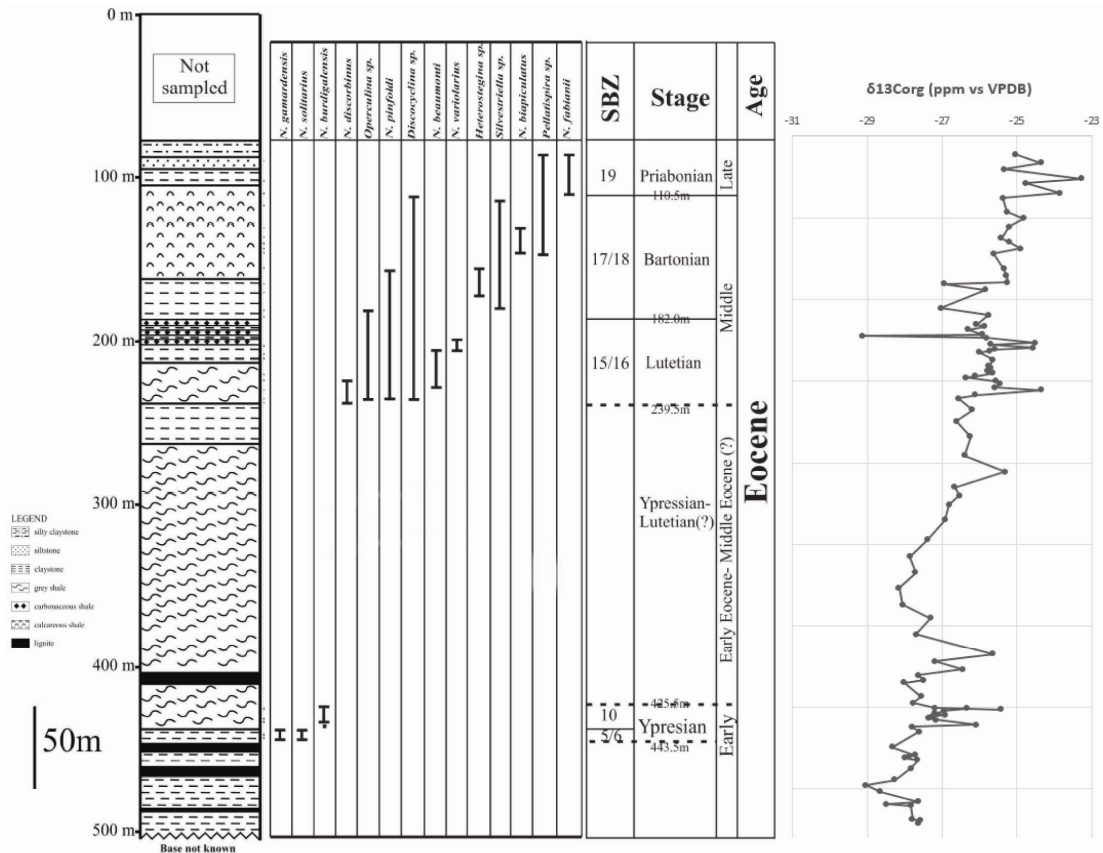 0 m
Not
sampled
100 m
200 m
300 m
400 m
500 m
Base not known
LEGEND
silty claystone
siltstone
claystone
grey shale
carbonaceous shale
calcareous shale
lignite
50m
N. gamardensis
N. solitarius
N. burdigalensis
N. discorbinus
Operculina sp.
N. pinfoldi
Discocyclina sp.
N. beaumonti
N. variolarius
Heterostegina sp.
Silvestriella sp.
N. biapiculatus
Pellatispira sp.
N. fabianii
SBZ
Stage
Age
19
Priabonian
Late
110.5m
17/18
Bartonian
Middle
182.0m
15/16
Lutetian
239.5m
Ypressian-
Lutetian(?)
Early Eocene- Middle Eocene (?)
Eocene
425.5m
10
Ypresian
5/6
Early
443.5m
δ13Corg (ppm vs VPDB)
-31 -29 -27 -25 -23